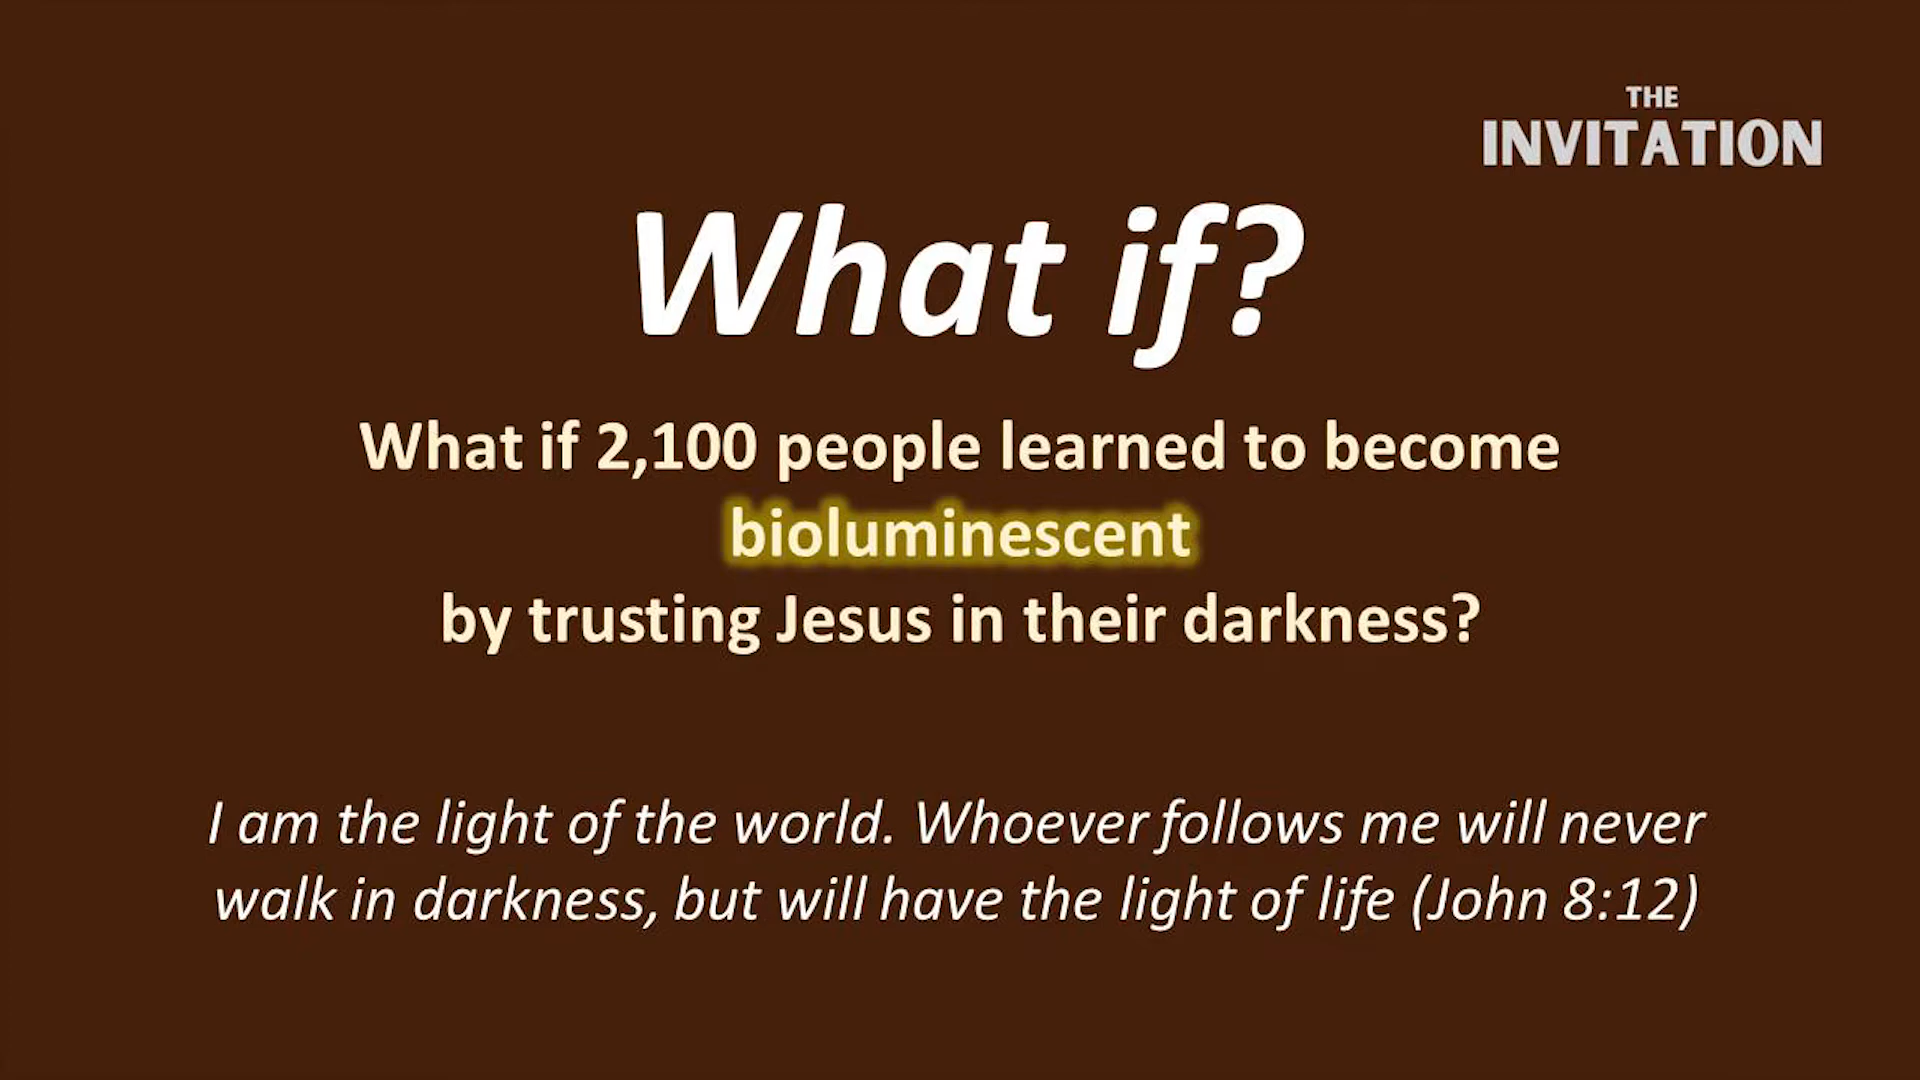 THE
INVITATION
What if?
What if 2,100 people learned to become
bioluminescent
by trusting Jesus in their darkness?
I am the light of the world. Whoever follows me will never
walk in darkness, but will have the light of life (John 8:12)